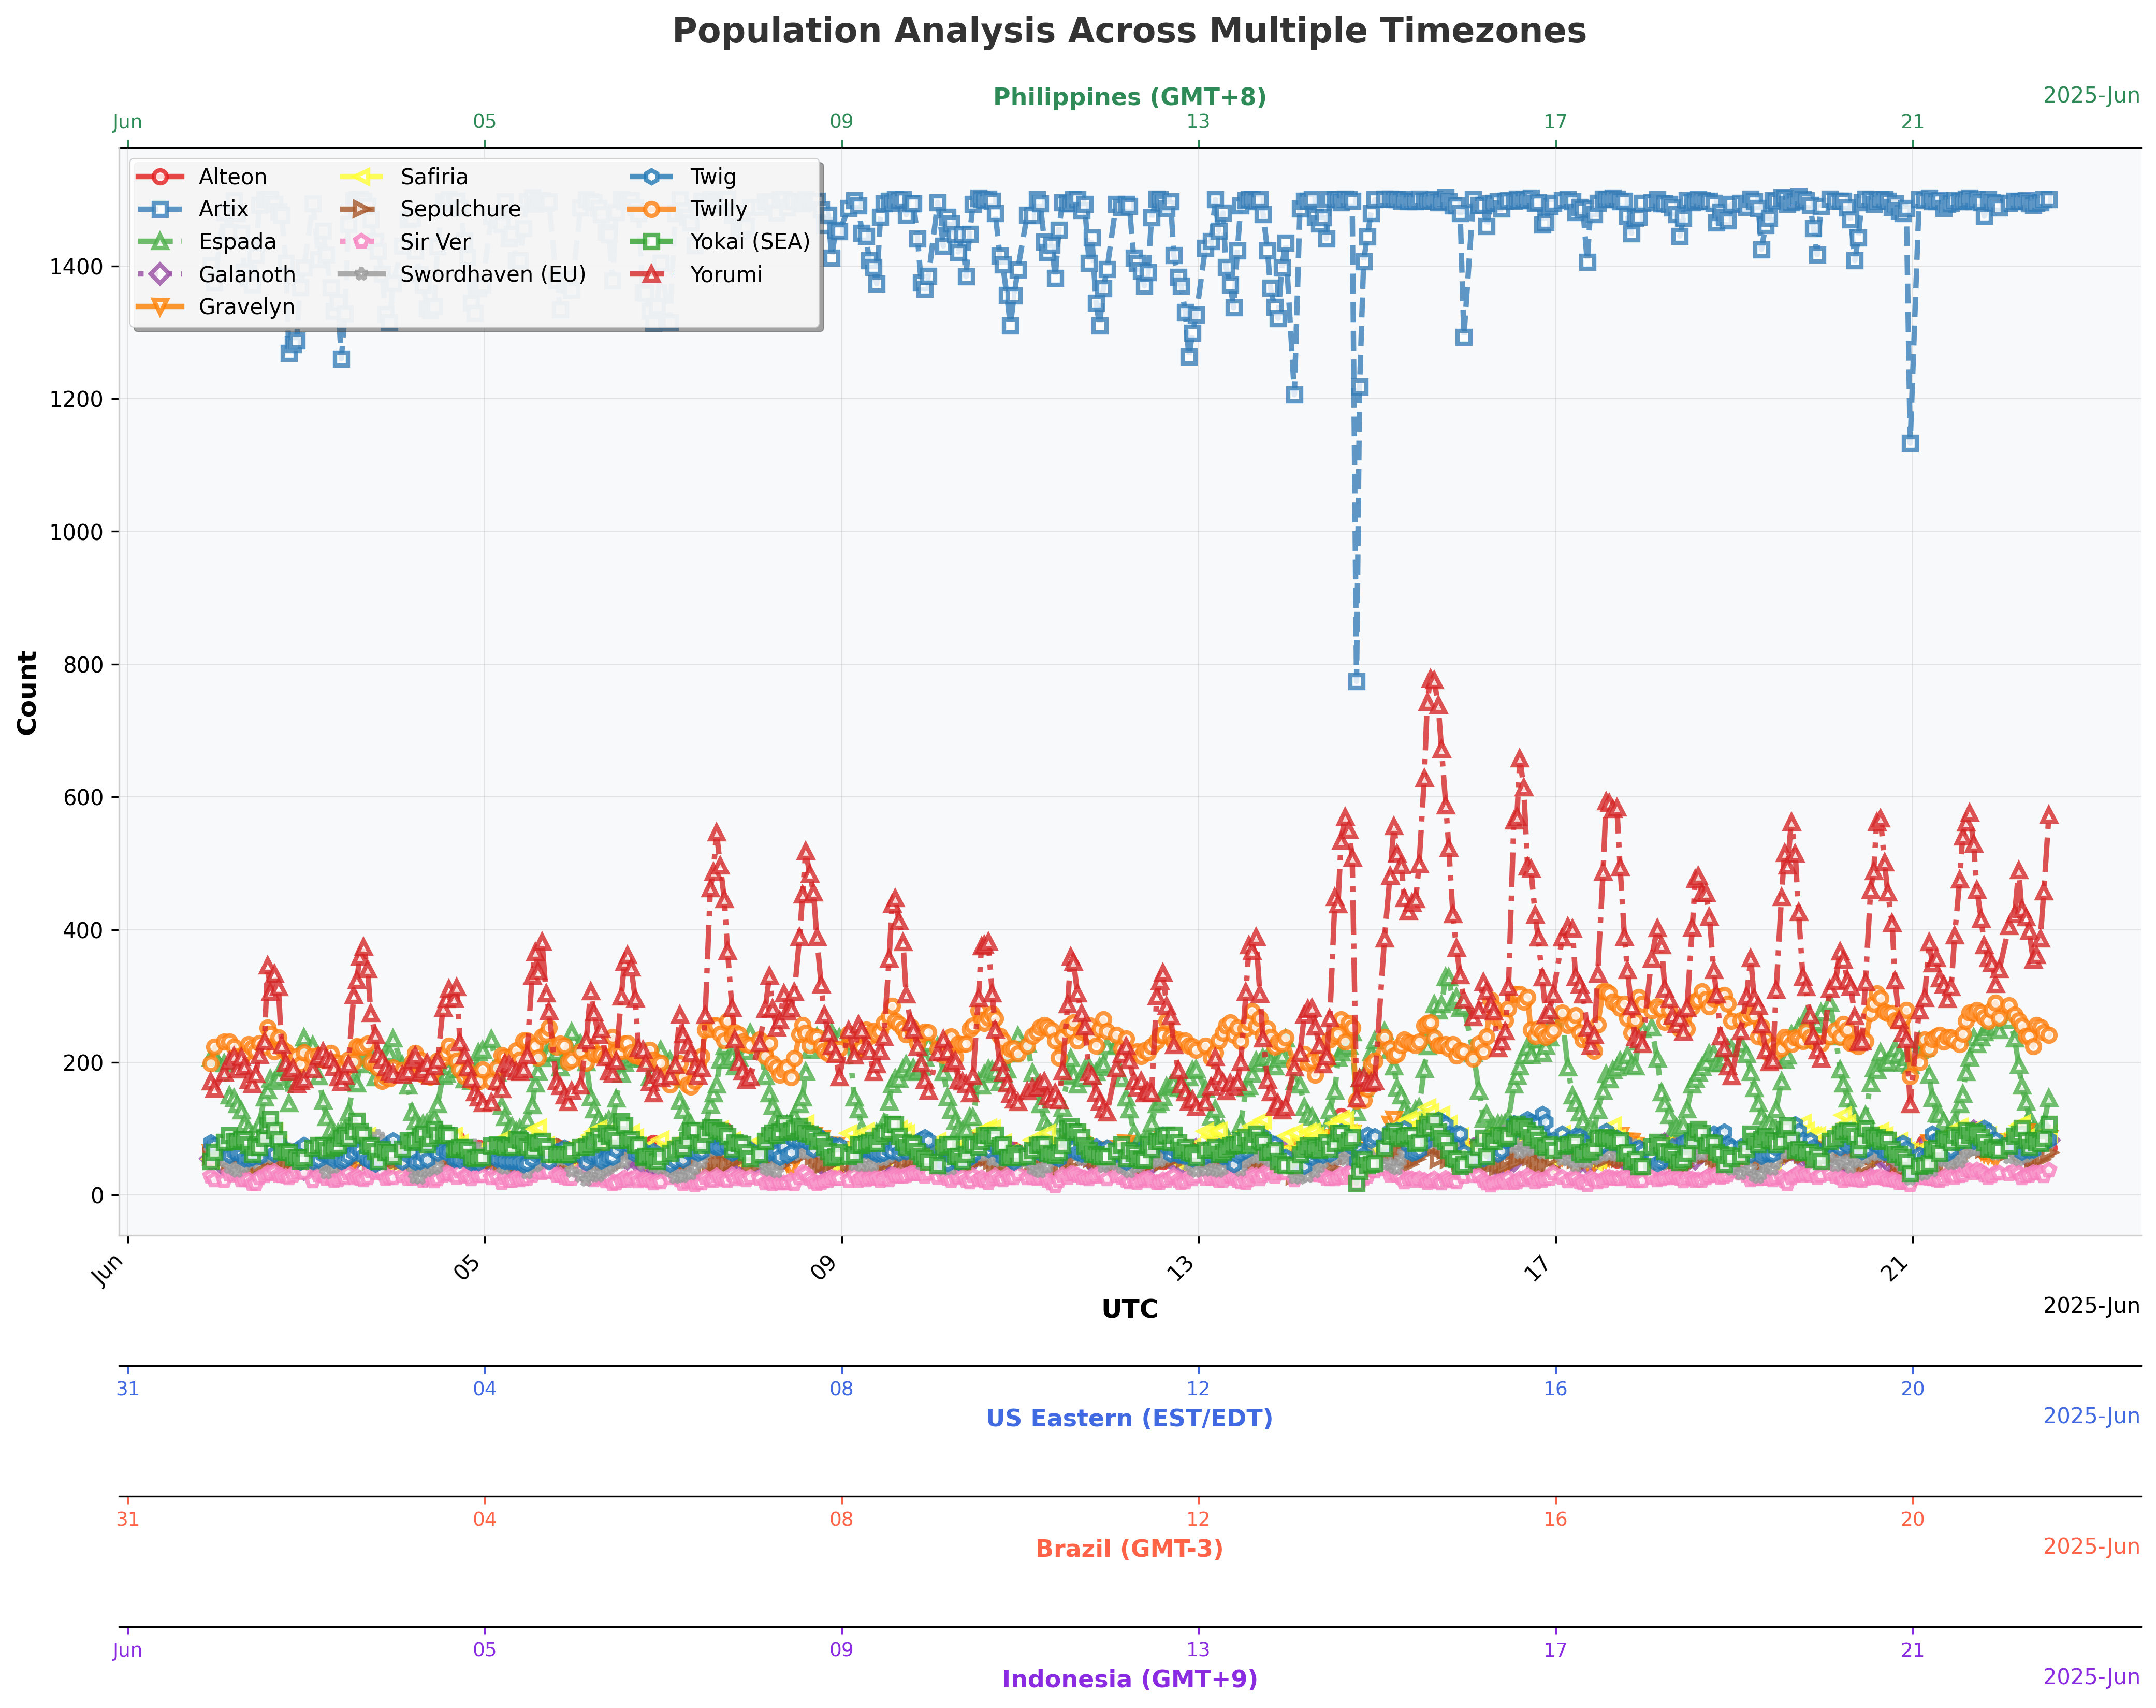 Population Analysis Across Multiple Timezones
Philippines (GMT+8)
2025-Jun
Jun 05 09 13 17 21
Alteon Safiria Twig
Artix Sepulchure Twilly
Espada Sir Ver Yokai (SEA)
Galanoth Swordhaven (EU) Yorumi
Gravelyn
1400
1200
1000
800
600
400
200
0
Count
Jun 05 09 13 17 21
UTC
2025-Jun
31 04 08 12 16 20
US Eastern (EST/EDT)
2025-Jun
31 04 08 12 16 20
Brazil (GMT-3)
2025-Jun
Jun 05 09 13 17 21
Indonesia (GMT+9)
2025-Jun